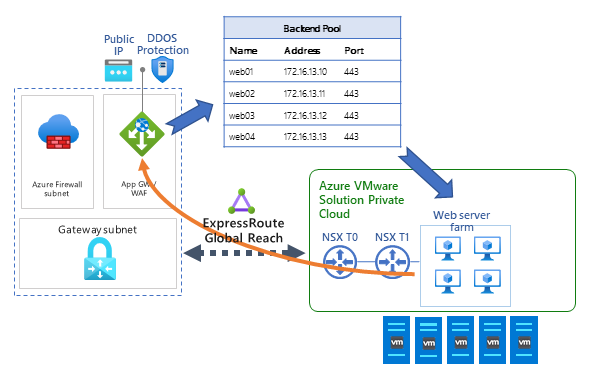 Public
IP
DDOS
Protection
Backend Pool
Name Address Port
web01 172.16.13.10 443
web02 172.16.13.11 443
web03 172.16.13.12 443
web04 172.16.13.13 443
Azure Firewall
subnet
App GW /
WAF
Gateway subnet
ExpressRoute
Global Reach
Azure VMware
Solution Private
Cloud
Web server
farm
NSX T0
NSX T1
vm
vm
vm
vm
vm